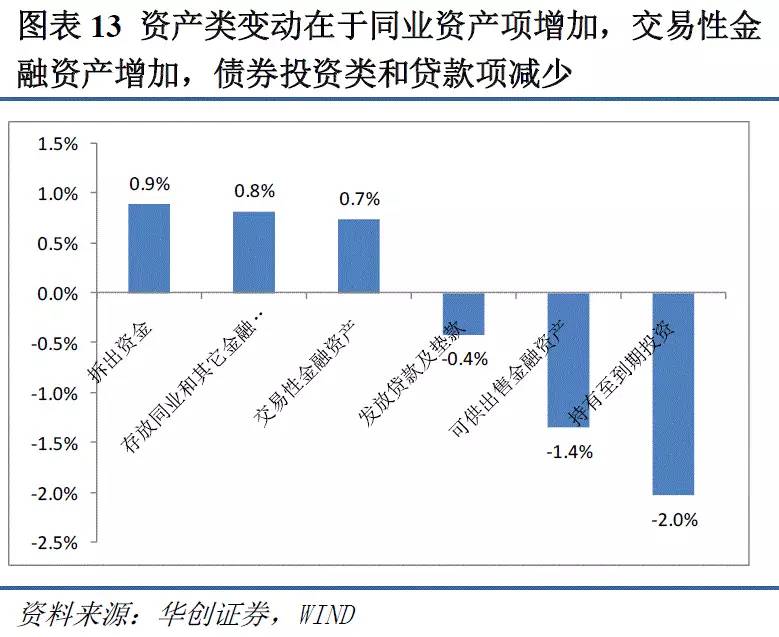 图表 13 资产类变动在于同业资产项增加，交易性金
融资产增加，债券投资类和贷款项减少
1.5%
1.0%
0.5%
0.0%
-0.5%
-1.0%
-1.5%
-2.0%
-2.5%
0.9%
0.8%
0.7%
-0.4%
-1.4%
-2.0%
拆出资金
存放同业和其它金融…
交易性金融资产
发放贷款及垫款
可供出售金融资产
持有至到期投资
资料来源：华创证券，WIND